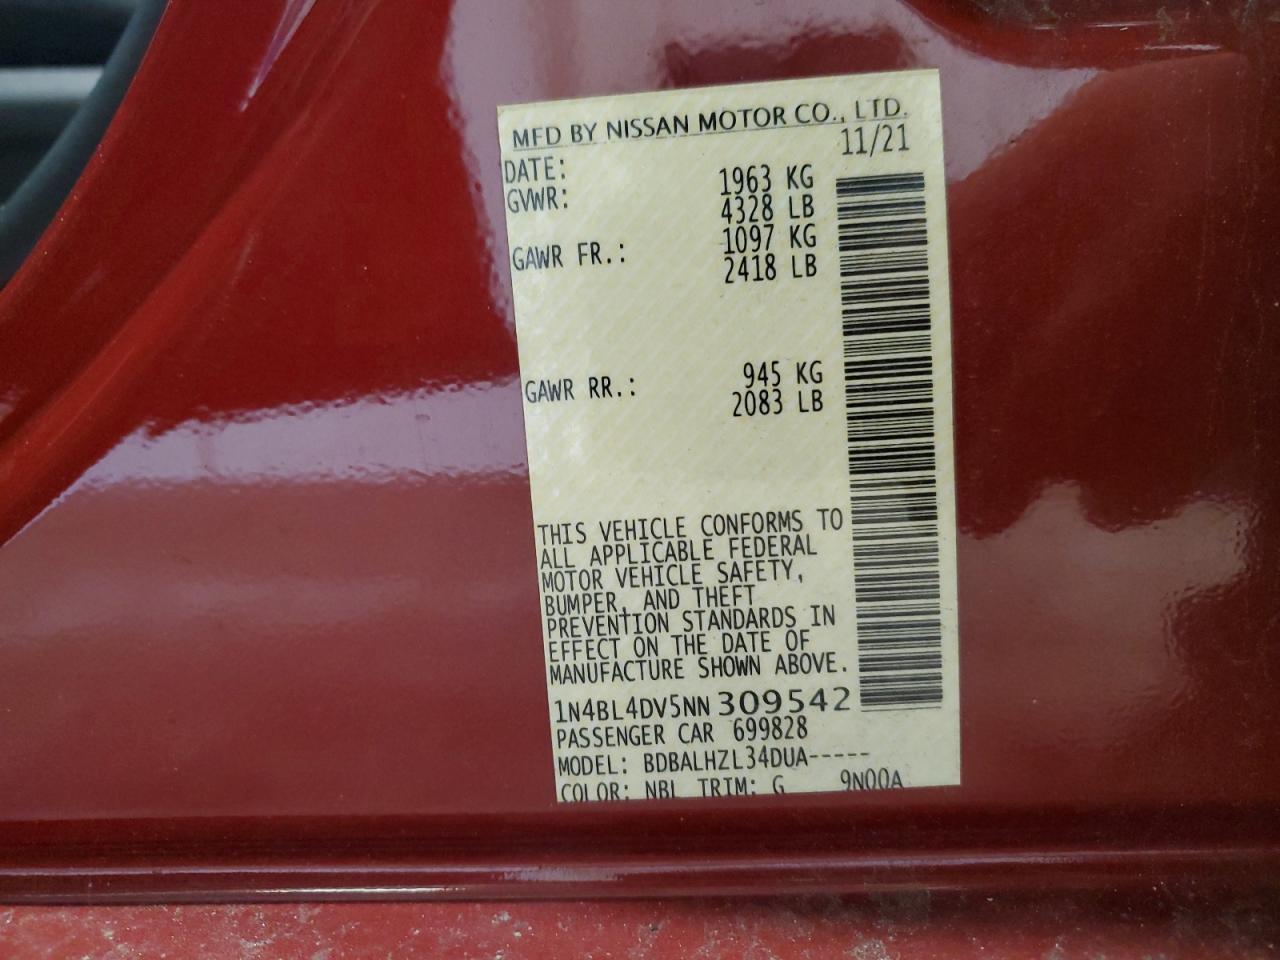 MFD BY NISSAN MOTOR CO., LTD.
DATE: 11/21
GVWR: 1963 KG
4328 LB
GAWR FR.: 1097 KG
2418 LB
GAWR RR.: 945 KG
2083 LB
THIS VEHICLE CONFORMS TO
ALL APPLICABLE FEDERAL
MOTOR VEHICLE SAFETY,
BUMPER, AND THEFT
PREVENTION STANDARDS IN
EFFECT ON THE DATE OF
MANUFACTURE SHOWN ABOVE.
1N4BL4DV5NN309542
PASSENGER CAR 699828
MODEL: BDBALHZL34DUA-----
COLOR: NBL TRIM: G 9N00A